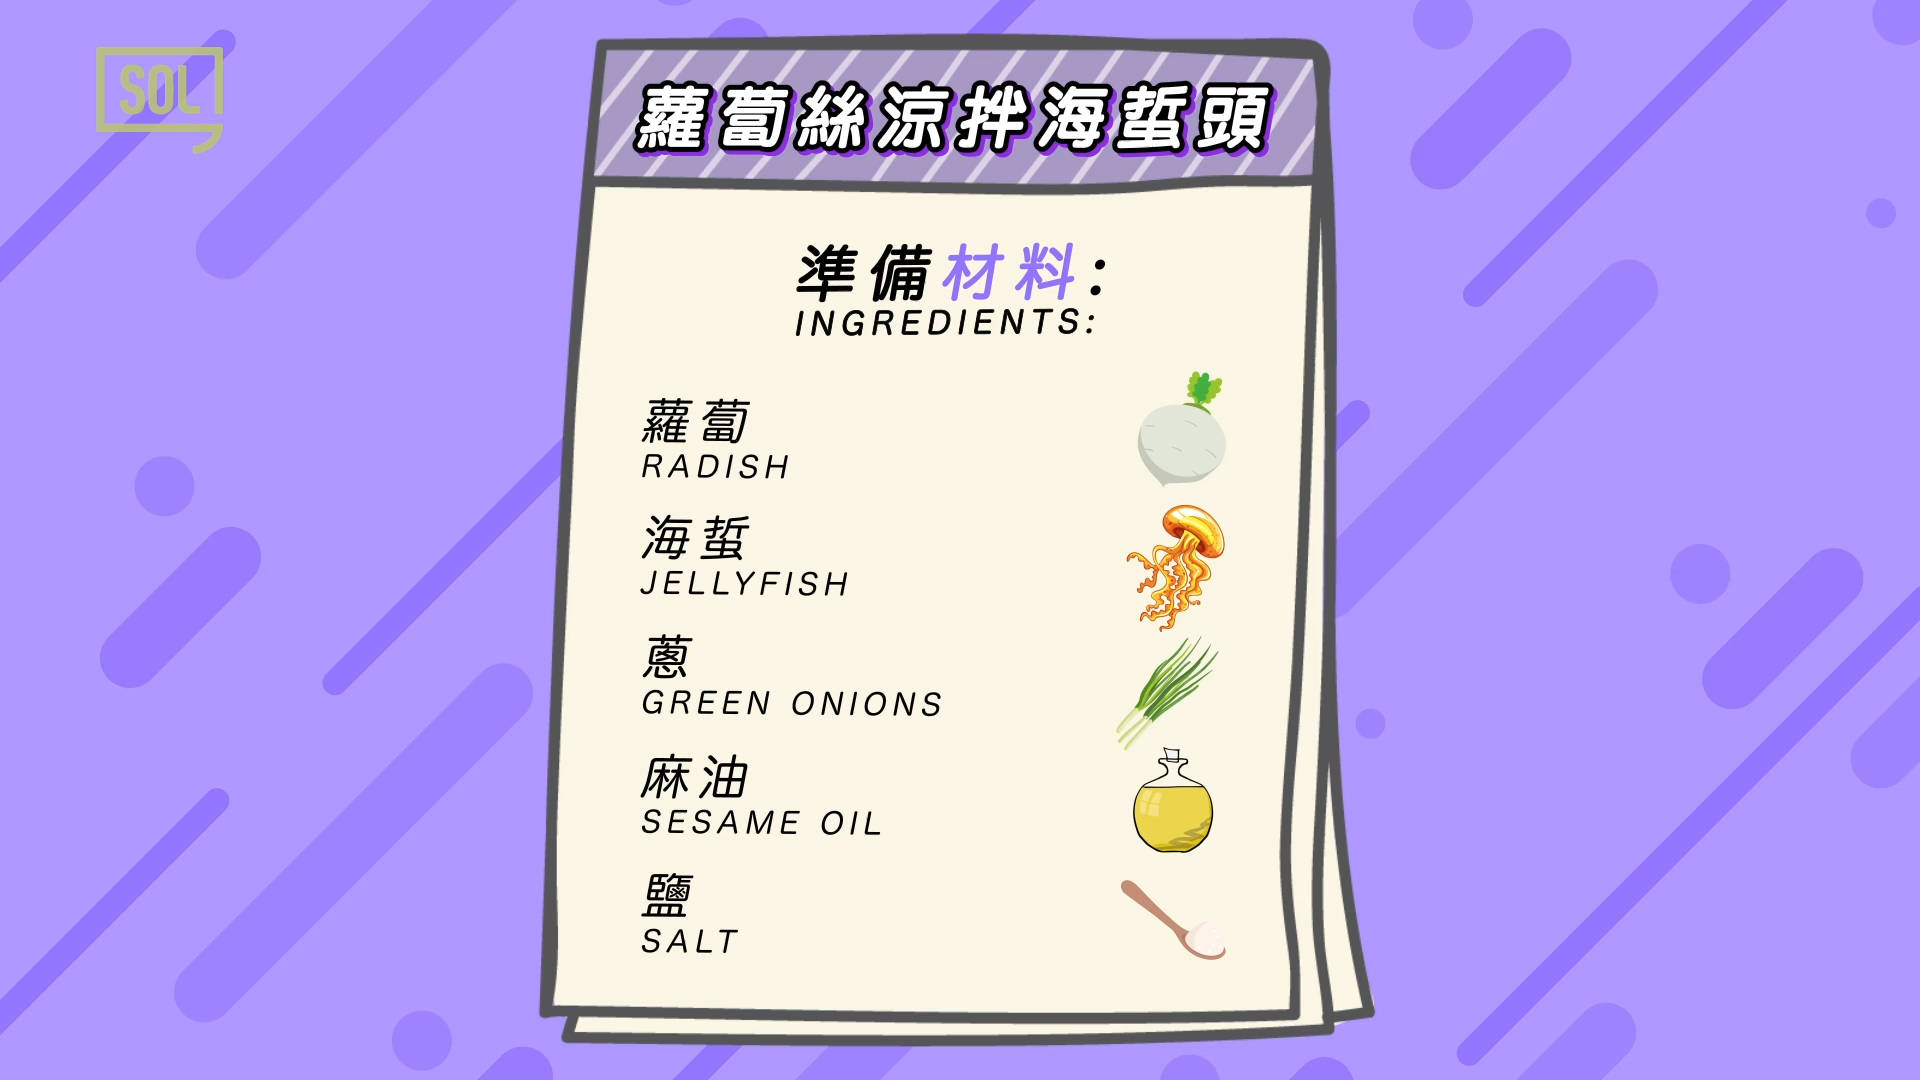 SOL
蘿蔔絲涼拌海蜇頭
準備材料:
INGREDIENTS:
蘿蔔
RADISH
海蜇
JELLYFISH
蔥
GREEN ONIONS
麻油
SESAME OIL
鹽
SALT